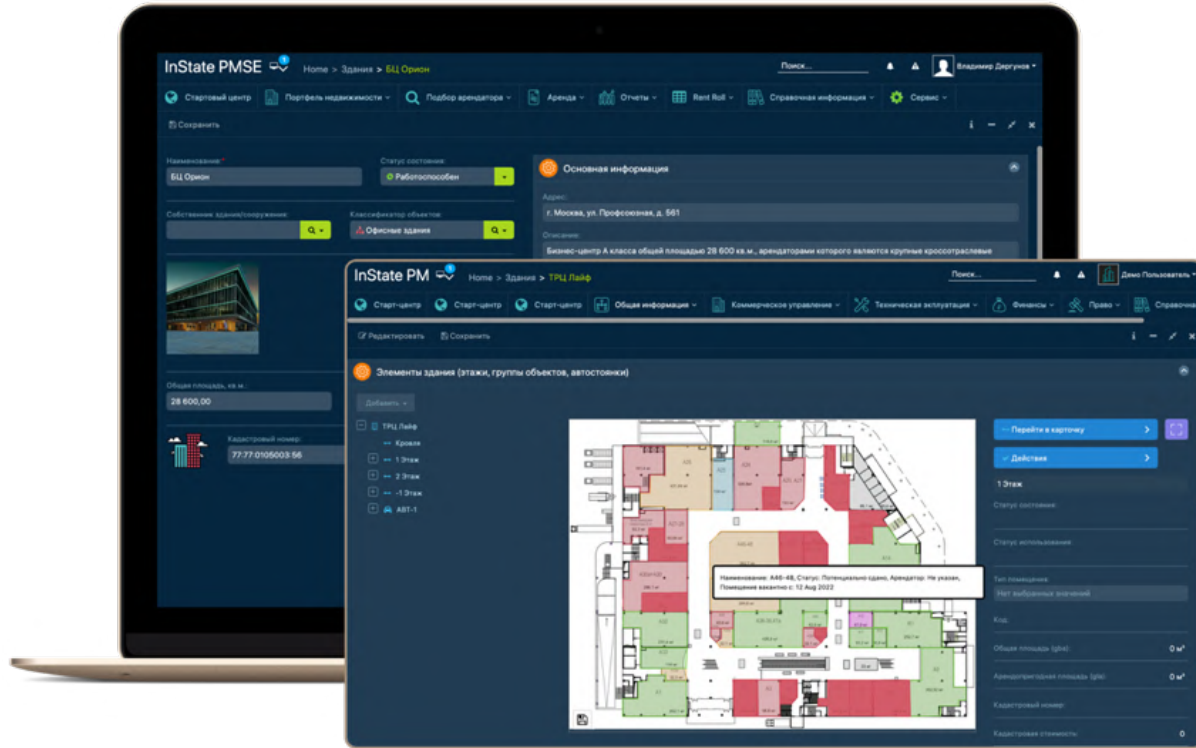 InState PMSE 1 Home > Здания > БЦ Орион Поиск... Владимир Дергунов
Стартовый центр Портфель недвижимости Подбор арендатора Аренда Отчеты Rent Roll Справочная информация Сервис
Сохранить
Наименование:*
БЦ Орион
Статус состояния:
Работоспособен
Собственник здания/сооружения:
Классификатор объектов:
Офисные здания
Общая площадь, кв.м.:
28 600,00
Кадастровый номер:
77:77:0105003:56
Основная информация
Адрес:
г. Москва, ул. Профсоюзная, д. 561
Описание:
Бизнес-центр А класса общей площадью 28 600 кв.м., арендаторами которого являются крупные кроссотраслевые
InState PM 1 Home > Здания > ТРЦ Лайф Поиск... Демо Пользователь
Старт-центр Старт-центр Старт-центр Общая информация Коммерческое управление Техническая эксплуатация Финансы Право Справочна
Редактировать Сохранить
Элементы здания (этажи, группы объектов, автостоянки)
Добавить
ТРЦ Лайф
Кровля
1 Этаж
2 Этаж
-1 Этаж
АВТ-1
Наименование: А46-48, Статус: Потенциально сдано, Арендатор: Не указан,
Помещение вакантно с: 12 Aug 2022
Перейти в карточку
Действия
1 Этаж
Статус состояния:
Статус использования:
Тип помещения:
Нет выбранных значений
Код:
Общая площадь (gba): 0 м²
Арендопригодная площадь (gla): 0 м²
Кадастровый номер:
Кадастровая стоимость: 0